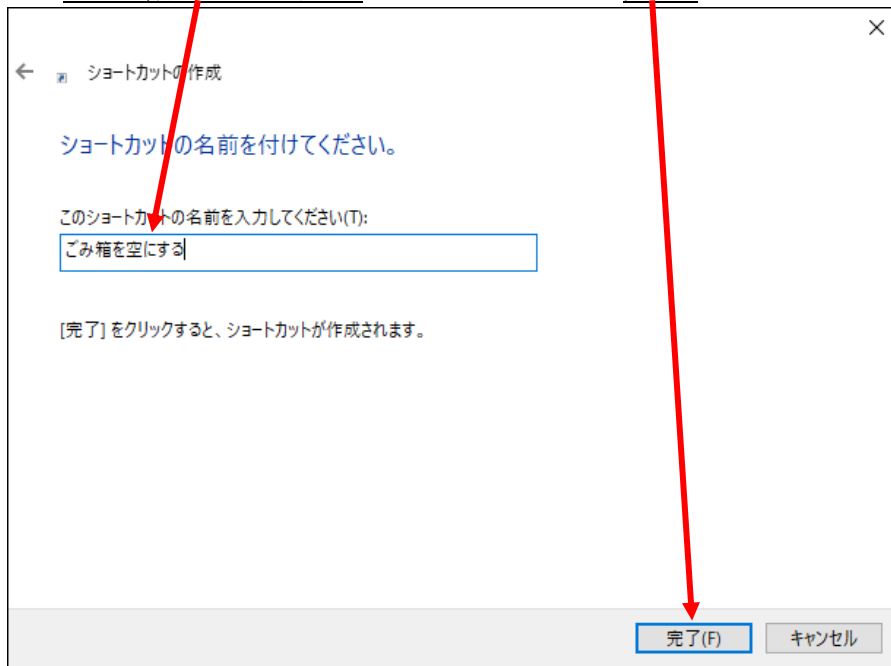 ショートカットの作成
ショートカットの名前を付けてください。
このショートカットの名前を入力してください(T):
ごみ箱を空にする
[完了] をクリックすると、ショートカットが作成されます。
完了(F)
キャンセル